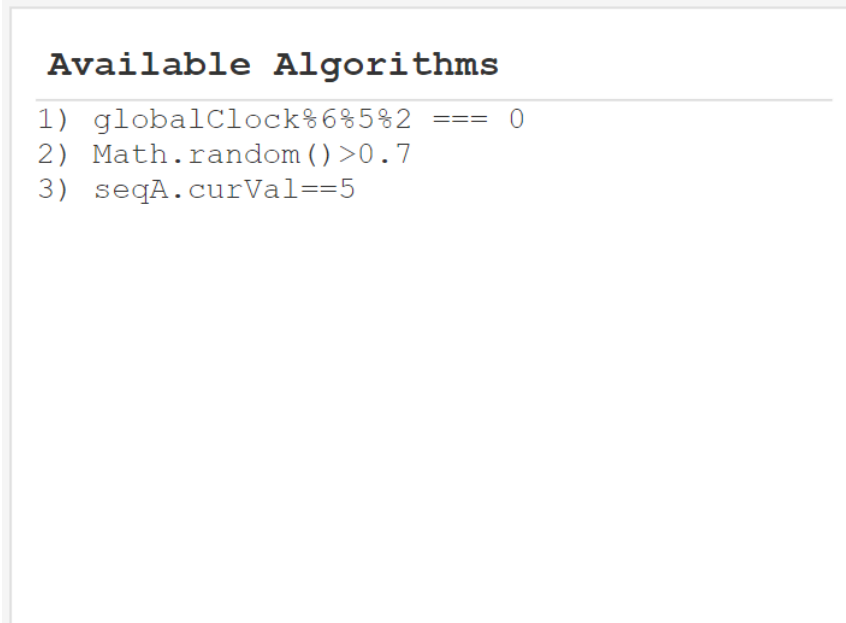 Available Algorithms
1) globalClock%6%5%2 === 0
2) Math.random()>0.7
3) seqA.curVal==5